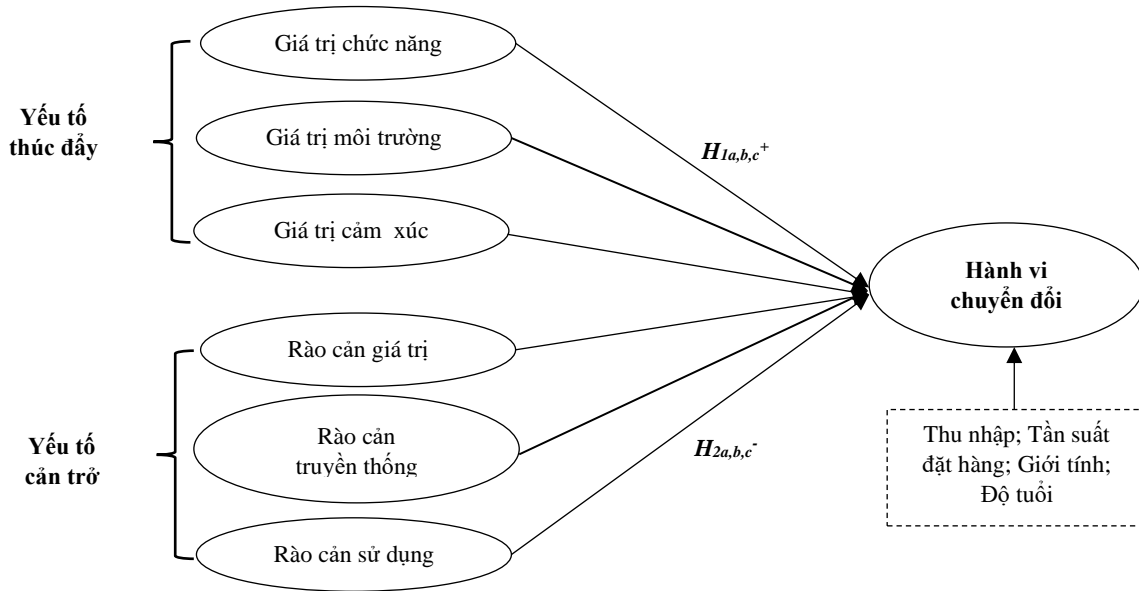 Giá trị chức năng
Yếu tố
thúc đẩy
Giá trị môi trường
Giá trị cảm xúc
H1a,b,c+
Hành vi
chuyển đổi
Rào cản giá trị
Yếu tố
cản trở
Rào cản
truyền thống
Rào cản sử dụng
H2a,b,c-
Thu nhập; Tần suất
đặt hàng; Giới tính;
Độ tuổi